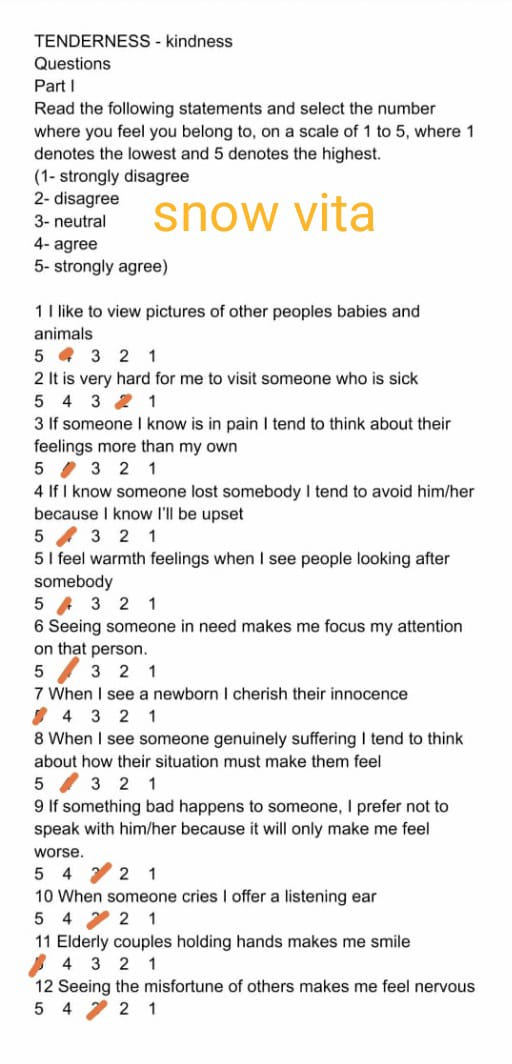 TENDERNESS - kindness
Questions
Part I
Read the following statements and select the number
where you feel you belong to, on a scale of 1 to 5, where 1
denotes the lowest and 5 denotes the highest.
(1- strongly disagree
2- disagree
snow vita
3- neutral
4- agree
5- strongly agree)
1 I like to view pictures of other peoples babies and
animals
5 3 2 1
2 It is very hard for me to visit someone who is sick
5 4 3 1
3 If someone I know is in pain I tend to think about their
feelings more than my own
5 3 2 1
4 If I know someone lost somebody I tend to avoid him/her
because I know I'll be upset
5 3 2 1
5 I feel warmth feelings when I see people looking after
somebody
5 3 2 1
6 Seeing someone in need makes me focus my attention
on that person.
5 3 2 1
7 When I see a newborn I cherish their innocence
4 3 2 1
8 When I see someone genuinely suffering I tend to think
about how their situation must make them feel
5 3 2 1
9 If something bad happens to someone, I prefer not to
speak with him/her because it will only make me feel
worse.
5 4 2 1
10 When someone cries I offer a listening ear
5 4 2 1
11 Elderly couples holding hands makes me smile
4 3 2 1
12 Seeing the misfortune of others makes me feel nervous
5 4 2 1